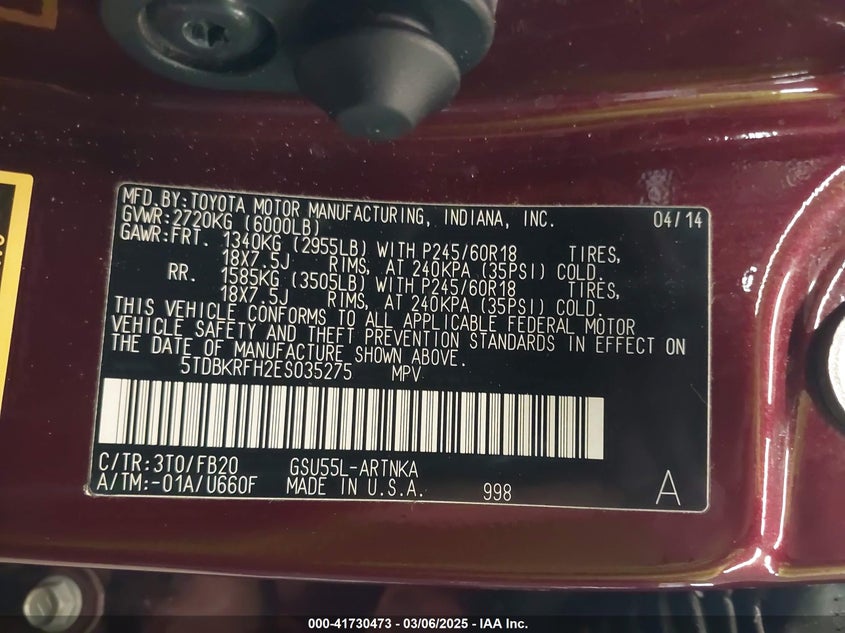 MFD.BY:TOYOTA MOTOR MANUFACTURING, INDIANA, INC. 04/14
GVWR:2720KG (6000LB)
GAWR:FRT. 1340KG (2955LB) WITH P245/60R18 TIRES,
18X7.5J RIMS, AT 240KPA (35PSI) COLD.
RR. 1585KG (3505LB) WITH P245/60R18 TIRES,
18X7.5J RIMS, AT 240KPA (35PSI) COLD.
THIS VEHICLE CONFORMS TO ALL APPLICABLE FEDERAL MOTOR
VEHICLE SAFETY AND THEFT PREVENTION STANDARDS IN EFFECT ON
THE DATE OF MANUFACTURE SHOWN ABOVE.
5TDBKRFH2ES035275 MPV
C/TR:3T0/FB20 GSU55L-ARTNKA
A/TM:-01A/U660F MADE IN U.S.A. 998 A
000-41730473 - 03/06/2025 - IAA Inc.